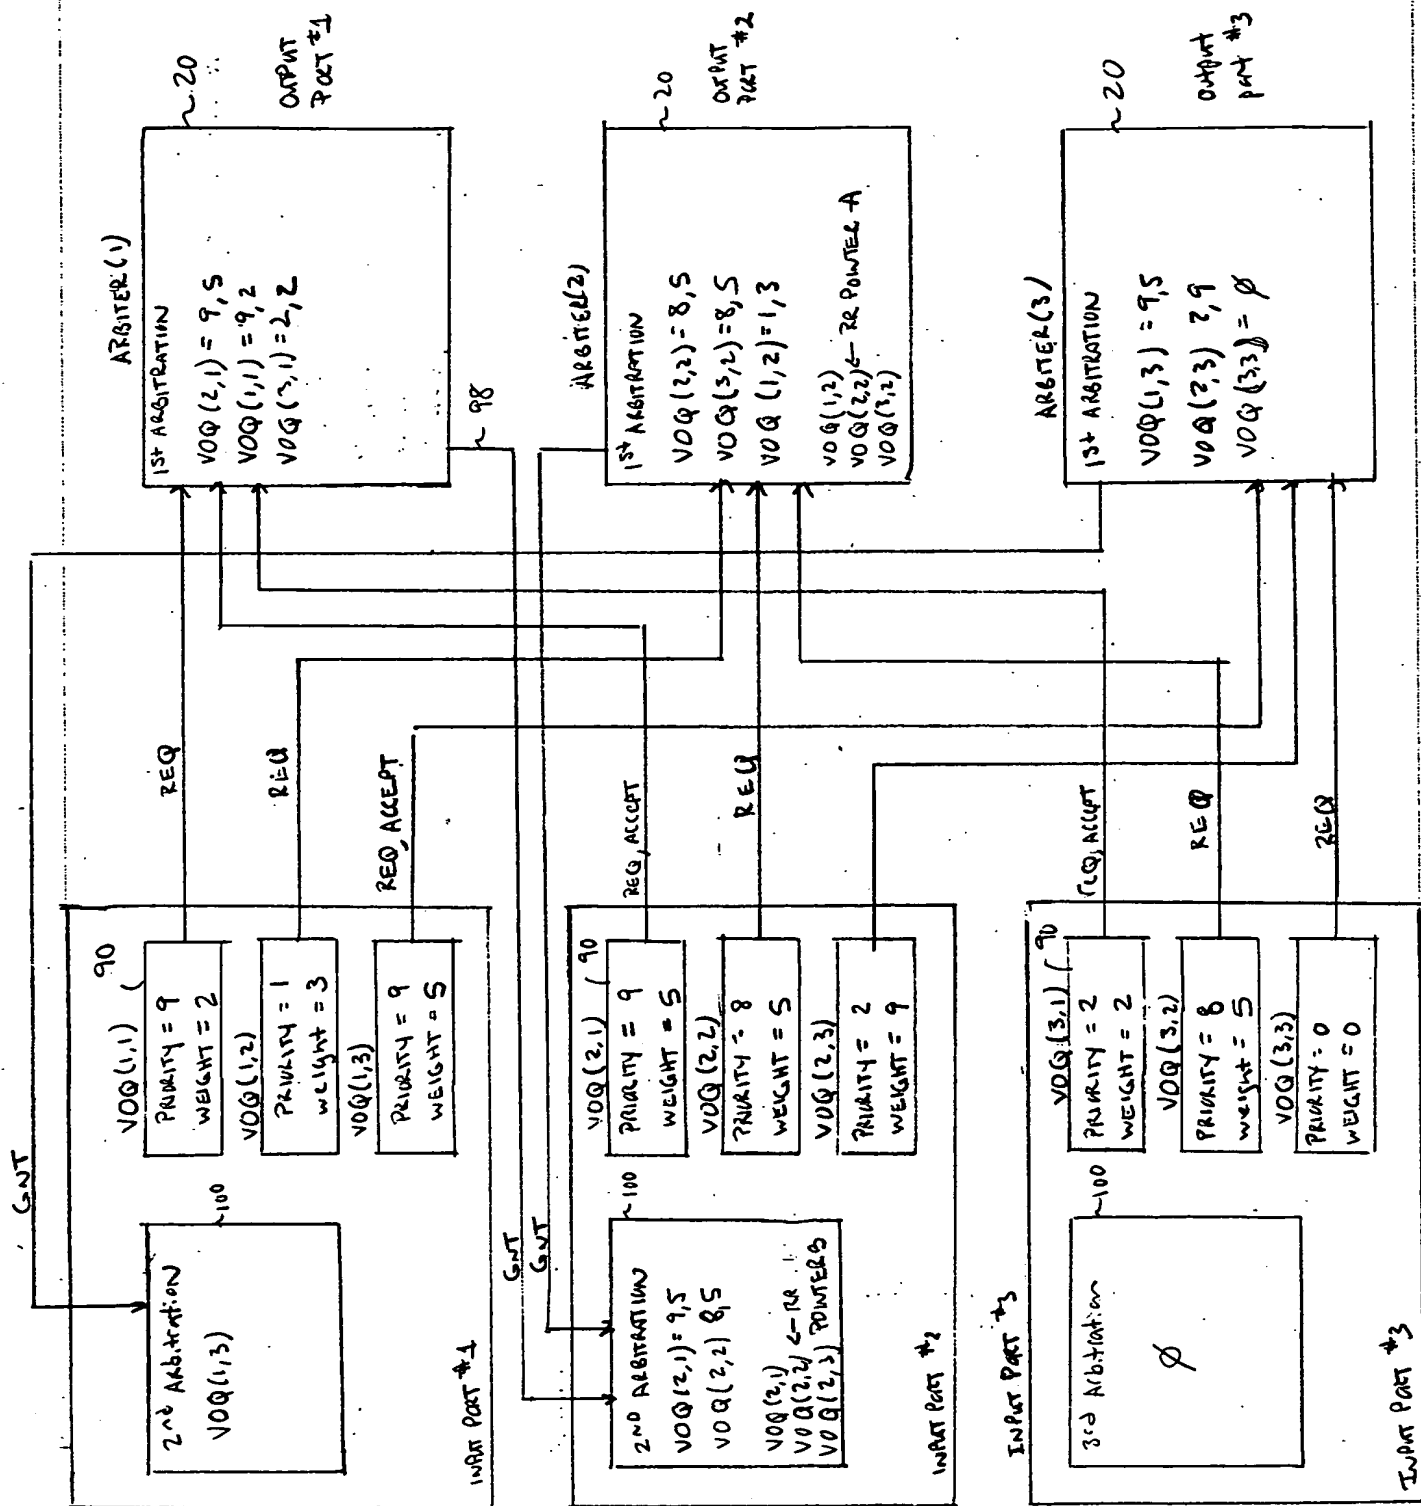 ARBITER(1)
1st ARBITRATION
VOQ(2,1) = 9,5
VOQ(1,1) = 9,2
VOQ(3,1) = 2,2
20
OUTPUT
PORT #1
98
ARBITER(2)
1st ARBITRATION
VOQ(2,2) = 8,5
VOQ(3,2) = 8,5
VOQ(1,2) = 1,3
VOQ(1,2)
VOQ(2,2) ← RR POINTER A
VOQ(3,2)
20
OUTPUT
PORT #2
ARBITER(3)
1st ARBITRATION
VOQ(1,3) = 9,5
VOQ(2,3) 2,9
VOQ(3,3) = ϕ
20
output
port #3
REQ
REQ
REQ, ACCEPT
REQ, ACCEPT
REQ
REQ, ACCEPT
REQ
REQ
GNT
2nd Arbitration
VOQ(1,3)
100
VOQ(1,1)
90
PRIORITY = 9
WEIGHT = 2
VOQ(1,2)
PRIORITY = 1
weight = 3
VOQ(1,3)
PRIORITY = 9
WEIGHT = 5
INPUT PORT #1
GNT
GNT
2ND ARBITRATION
VOQ(2,1) = 9,5
VOQ(2,2) 8,5
VOQ(2,1)
VOQ(2,2) ← RR
VOQ(2,3) POINTER B
100
VOQ(2,1)
90
PRIORITY = 9
WEIGHT = 5
VOQ(2,2)
PRIORITY = 8
WEIGHT = 5
VOQ(2,3)
PRIORITY = 2
WEIGHT = 9
INPUT PORT #2
INPUT PORT #3
3rd Arbitration
ϕ
100
VOQ(3,1)
90
PRIORITY = 2
WEIGHT = 2
VOQ(3,2)
PRIORITY = 8
weight = 5
VOQ(3,3)
PRIORITY = 0
WEIGHT = 0
INPUT PORT #3